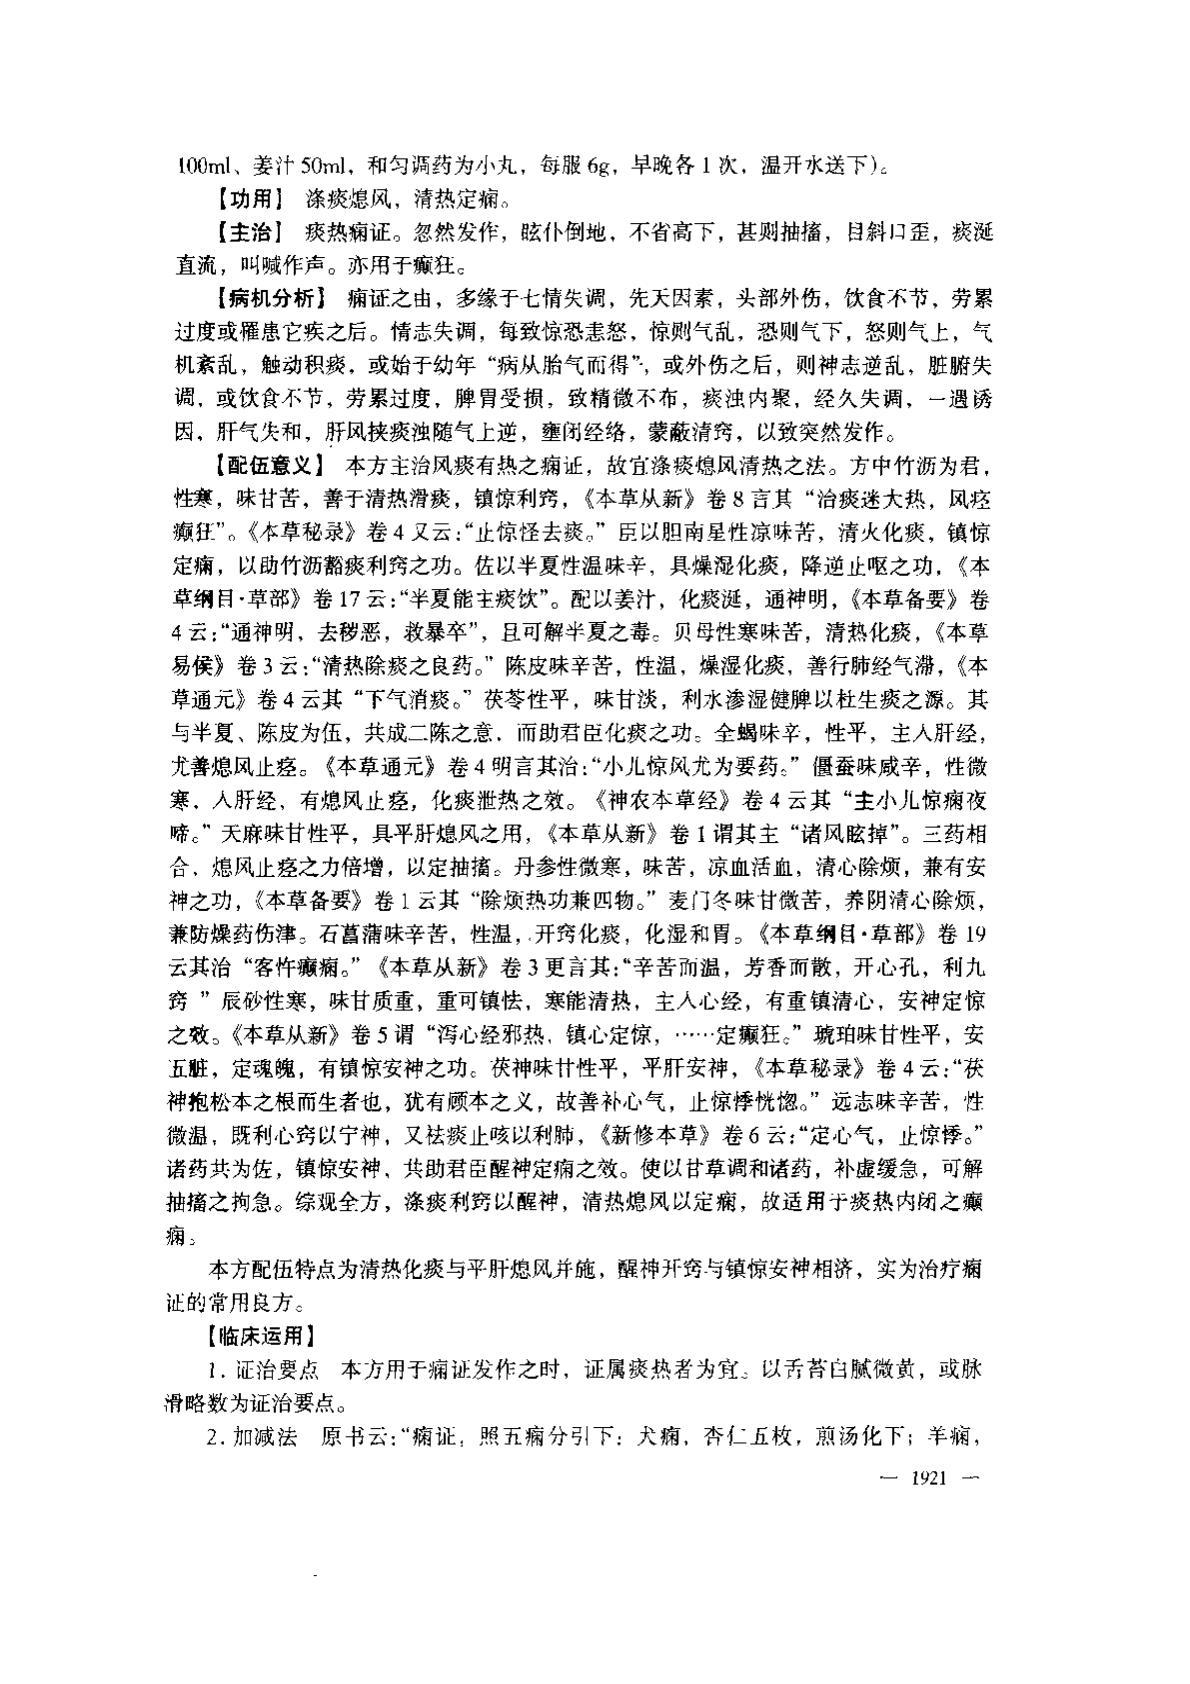 100ml、姜汁50ml，和匀调药为小丸，每服6g，早晚各1次，温开水送下）。
【功用】 涤痰熄风，清热定痫。
【主治】 痰热痫证。忽然发作，眩仆倒地，不省高下，甚则抽搐，目斜口歪，痰涎
直流，叫喊作声。亦用于癫狂。
【病机分析】 痫证之由，多缘于七情失调，先天因素，头部外伤，饮食不节，劳累
过度或罹患它疾之后。情志失调，每致惊恐恚怒，惊则气乱，恐则气下，怒则气上，气
机紊乱，触动积痰，或始于幼年“病从胎气而得”，或外伤之后，则神志逆乱，脏腑失
调，或饮食不节，劳累过度，脾胃受损，致精微不布，痰浊内聚，经久失调，一遇诱
因，肝气失和，肝风挟痰浊随气上逆，壅闭经络，蒙蔽清窍，以致突然发作。
【配伍意义】 本方主治风痰有热之痫证，故宜涤痰熄风清热之法。方中竹沥为君，
性寒，味甘苦，善于清热滑痰，镇惊利窍，《本草从新》卷8言其“治痰迷大热，风痉
癫狂”。《本草秘录》卷4又云：“止惊怪去痰。”臣以胆南星性凉味苦，清火化痰，镇惊
定痫，以助竹沥豁痰利窍之功。佐以半夏性温味辛，具燥湿化痰，降逆止呕之功，《本
草纲目·草部》卷17云：“半夏能主痰饮”。配以姜汁，化痰涎，通神明，《本草备要》卷
4云：“通神明，去秽恶，救暴卒”，且可解半夏之毒。贝母性寒味苦，清热化痰，《本草
易侯》卷3云：“清热除痰之良药。”陈皮味辛苦，性温，燥湿化痰，善行肺经气滞，《本
草通元》卷4云其“下气消痰。”茯苓性平，味甘淡，利水渗湿健脾以杜生痰之源。其
与半夏、陈皮为伍，共成二陈之意，而助君臣化痰之功。全蝎味辛，性平，主入肝经，
尤善熄风止痉。《本草通元》卷4明言其治：“小儿惊风尤为要药。”僵蚕味咸辛，性微
寒，入肝经，有熄风止痉，化痰泄热之效。《神农本草经》卷4云其“主小儿惊痫夜
啼。”天麻味甘性平，具平肝熄风之用，《本草从新》卷1谓其主“诸风眩掉”。三药相
合，熄风止痉之力倍增，以定抽搐。丹参性微寒，味苦，凉血活血，清心除烦，兼有安
神之功，《本草备要》卷1云其“除烦热功兼四物。”麦门冬味甘微苦，养阴清心除烦，
兼防燥药伤津。石菖蒲味辛苦，性温，开窍化痰，化湿和胃。《本草纲目·草部》卷19
云其治“客忤癫痫。”《本草从新》卷3更言其：“辛苦而温，芳香而散，开心孔，利九
窍 ”辰砂性寒，味甘质重，重可镇怯，寒能清热，主入心经，有重镇清心，安神定惊
之效。《本草从新》卷5谓“泻心经邪热，镇心定惊，……定癫狂。”琥珀味甘性平，安
五脏，定魂魄，有镇惊安神之功。茯神味甘性平，平肝安神，《本草秘录》卷4云：“茯
神抱松本之根而生者也，犹有顾本之义，故善补心气，止惊悸恍惚。”远志味辛苦，性
微温，既利心窍以宁神，又祛痰止咳以利肺，《新修本草》卷6云：“定心气，止惊悸。”
诸药共为佐，镇惊安神，共助君臣醒神定痫之效。使以甘草调和诸药，补虚缓急，可解
抽搐之拘急。综观全方，涤痰利窍以醒神，清热熄风以定痫，故适用于痰热内闭之癫
痫。
本方配伍特点为清热化痰与平肝熄风并施，醒神开窍与镇惊安神相济，实为治疗痫
证的常用良方。
【临床运用】
1. 证治要点 本方用于痫证发作之时，证属痰热者为宜。以舌苔白腻微黄，或脉
滑略数为证治要点。
2. 加减法 原书云：“痫证，照五痫分引下：犬痫，杏仁五枚，煎汤化下；羊痫，
— 1921 —